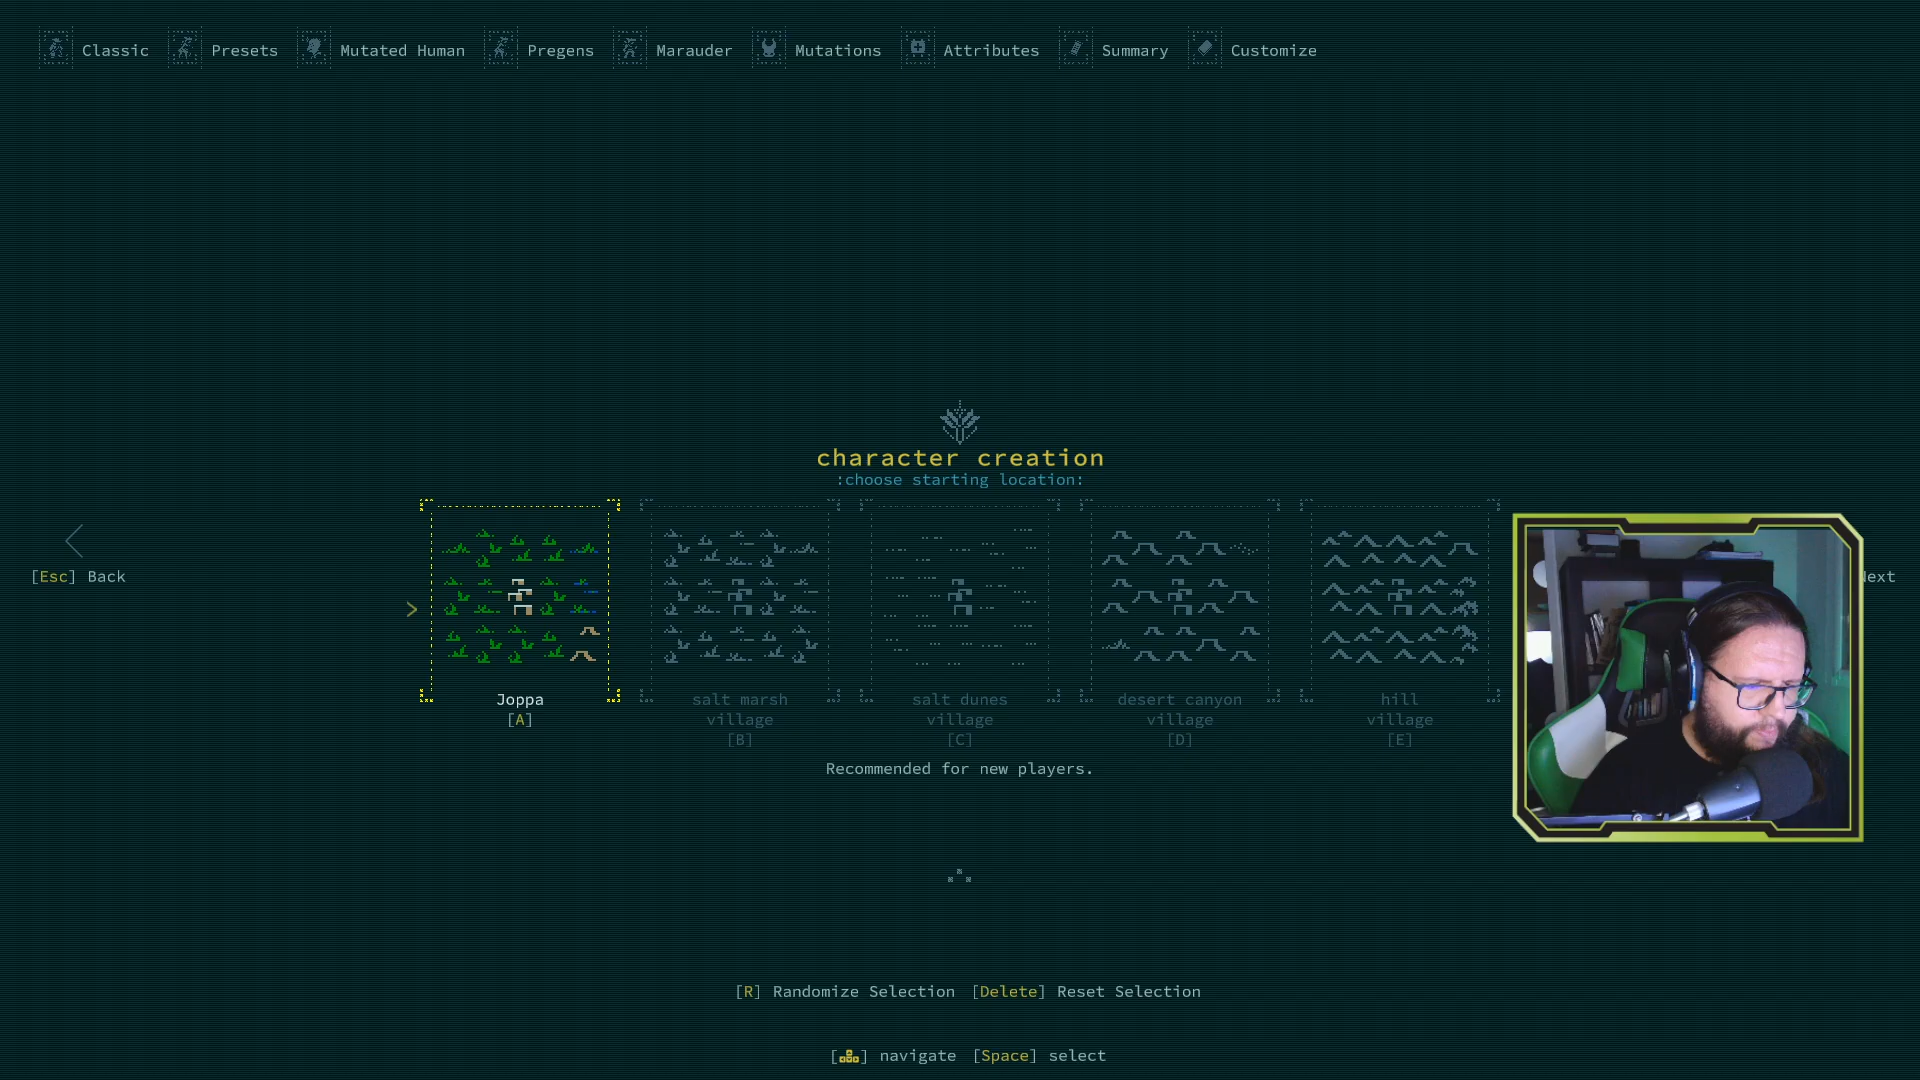 Classic Presets Mutated Human Pregens Marauder Mutations Attributes Summary Customize
character creation
:choose starting location:
[Esc] Back
Next
>
Joppa
[A]
salt marsh
village
[B]
salt dunes
village
[C]
desert canyon
village
[D]
hill
village
[E]
Recommended for new players.
[R] Randomize Selection [Delete] Reset Selection
navigate [Space] select